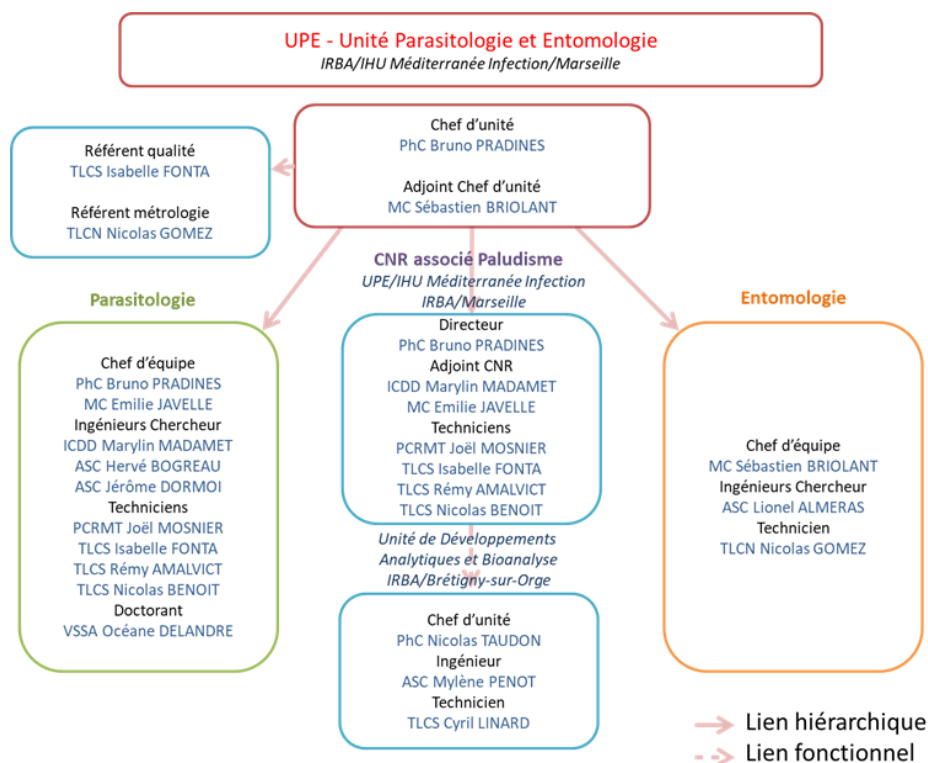 UPE - Unité Parasitologie et Entomologie
IRBA/IHU Méditerranée Infection/Marseille
Chef d'unité
PhC Bruno PRADINES
Adjoint Chef d'unité
MC Sébastien BRIOLANT
Référent qualité
TLCS Isabelle FONTA
Référent métrologie
TLCN Nicolas GOMEZ
Parasitologie
Chef d'équipe
PhC Bruno PRADINES
MC Emilie JAVELLE
Ingénieurs Chercheur
ICDD Marylin MADAMET
ASC Hervé BOGREAU
ASC Jérôme DORMOI
Techniciens
PCRMT Joël MOSNIER
TLCS Isabelle FONTA
TLCS Rémy AMALVICT
TLCS Nicolas BENOIT
Doctorant
VSSA Océane DELANDRE
CNR associé Paludisme
UPE/IHU Méditerranée Infection
IRBA/Marseille
Directeur
PhC Bruno PRADINES
Adjoint CNR
ICDD Marylin MADAMET
MC Emilie JAVELLE
Techniciens
PCRMT Joël MOSNIER
TLCS Isabelle FONTA
TLCS Rémy AMALVICT
TLCS Nicolas BENOIT
Unité de Développements
Analytiques et Bioanalyse
IRBA/Brétigny-sur-Orge
Chef d'unité
PhC Nicolas TAUDON
Ingénieur
ASC Mylène PENOT
Technicien
TLCS Cyril LINARD
Entomologie
Chef d'équipe
MC Sébastien BRIOLANT
Ingénieurs Chercheur
ASC Lionel ALMERAS
Technicien
TLCN Nicolas GOMEZ
Lien hiérarchique
Lien fonctionnel